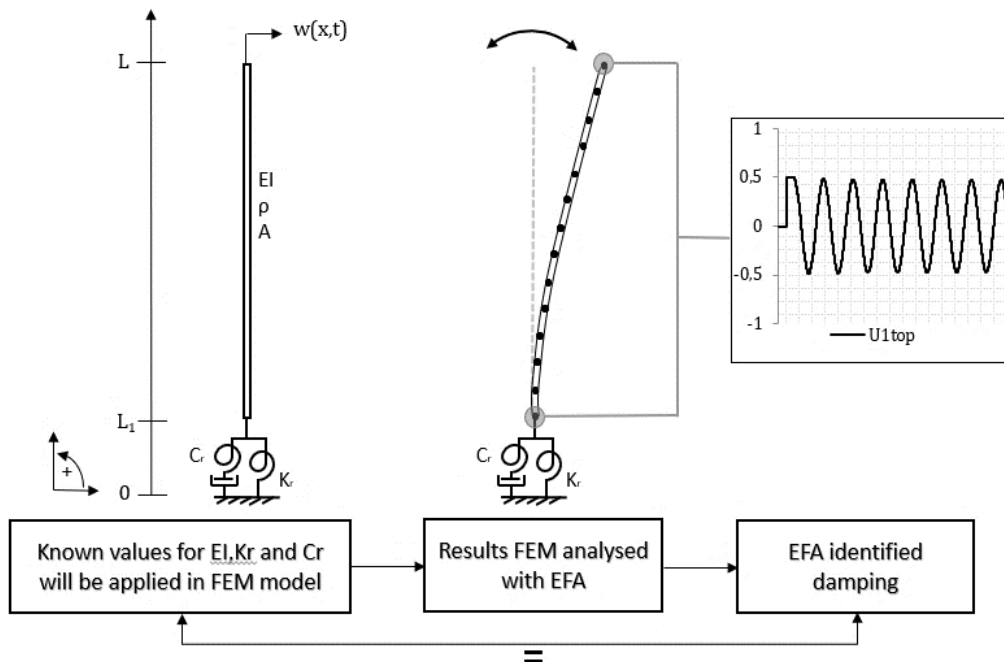 w(x,t)
L
EI
ρ
A
L₁
Cᵣ
Kᵣ
+
0
Cᵣ
Kᵣ
1
0,5
0
-0,5
-1
U1top
Known values for EI,Kr and Cr
will be applied in FEM model
Results FEM analysed
with EFA
EFA identified
damping
=